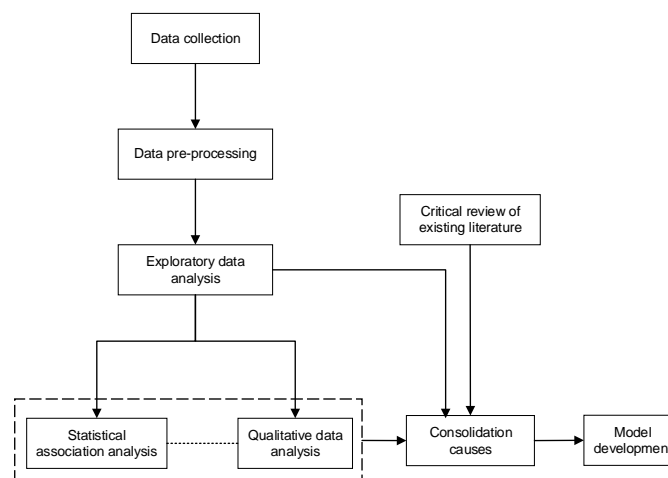 Data collection
Data pre-processing
Critical review of
existing literature
Exploratory data
analysis
Statistical
association analysis
Qualitative data
analysis
Consolidation
causes
Model
development